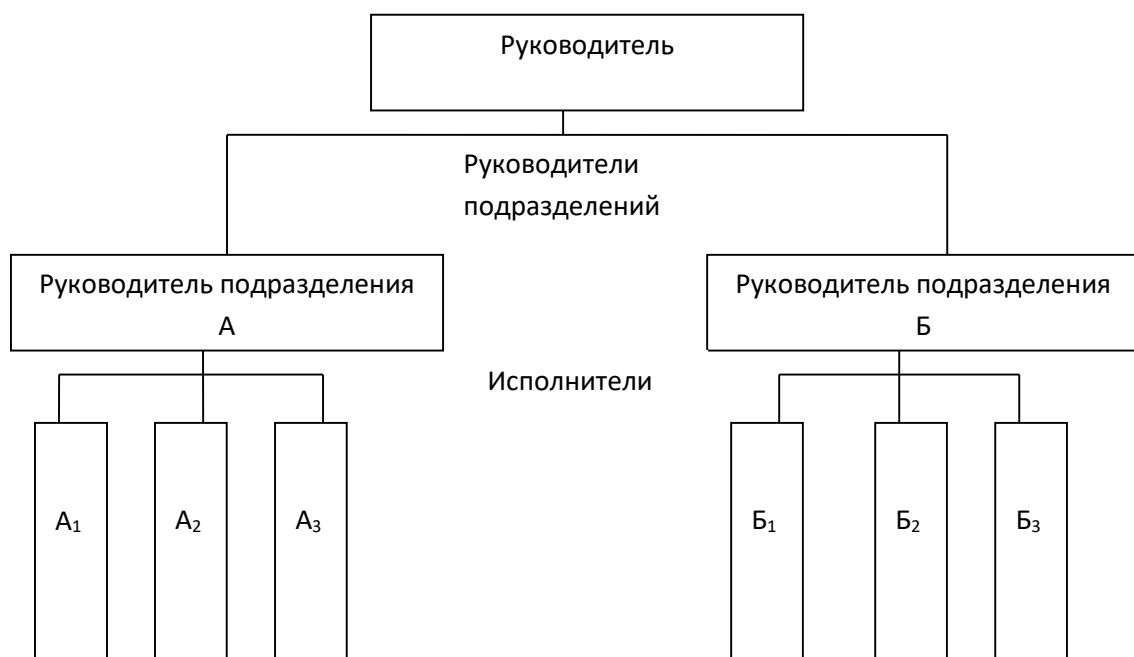 Руководитель
Руководители
подразделений
Руководитель подразделения
А
Руководитель подразделения
Б
Исполнители
А₁
А₂
А₃
Б₁
Б₂
Б₃